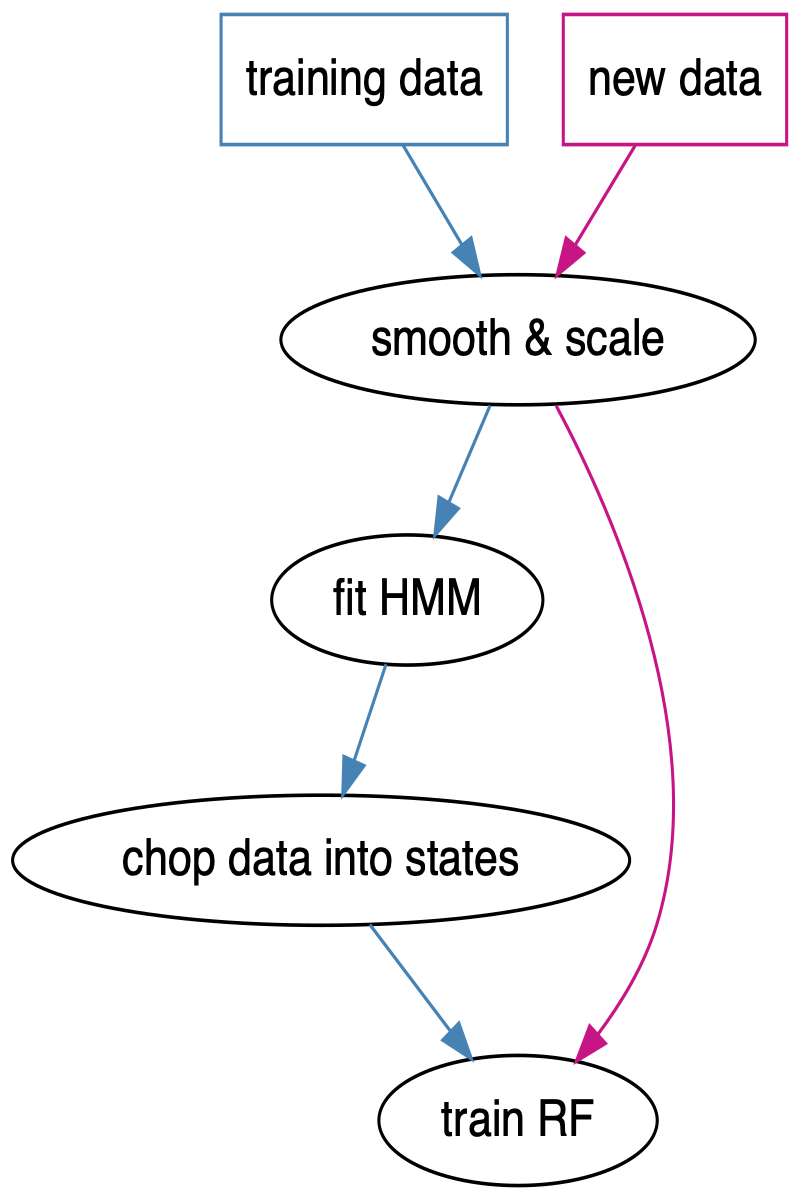 training data
new data
smooth & scale
fit HMM
chop data into states
train RF